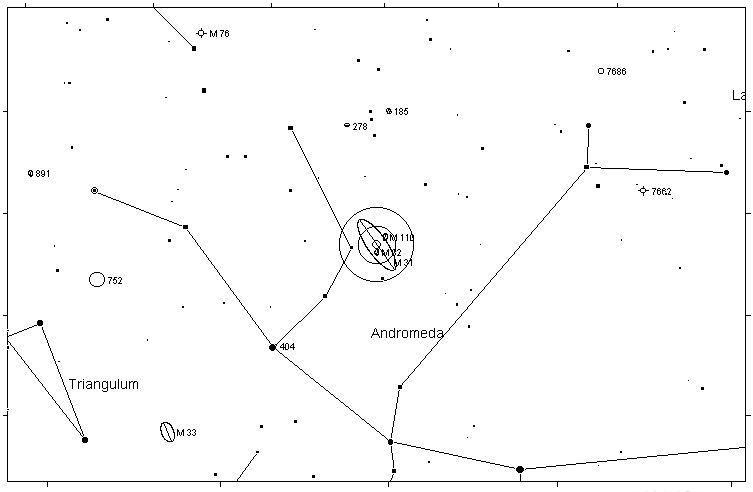 M 76
7686
La
185
278
891
7662
M 110
M 32
M 31
752
404
Andromeda
Triangulum
M 33